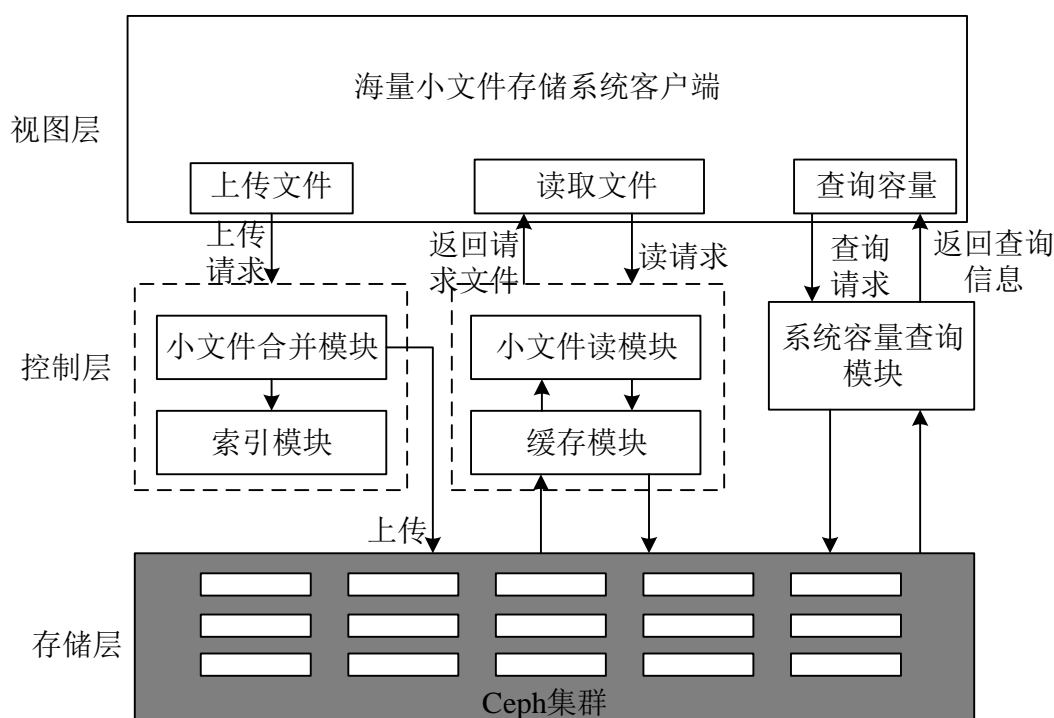 海量小文件存储系统客户端
视图层
上传文件
读取文件
查询容量
上传
请求
返回请
求文件
读请求
查询
请求
返回查询
信息
控制层
小文件合并模块
索引模块
小文件读模块
缓存模块
系统容量查询
模块
上传
存储层
Ceph集群